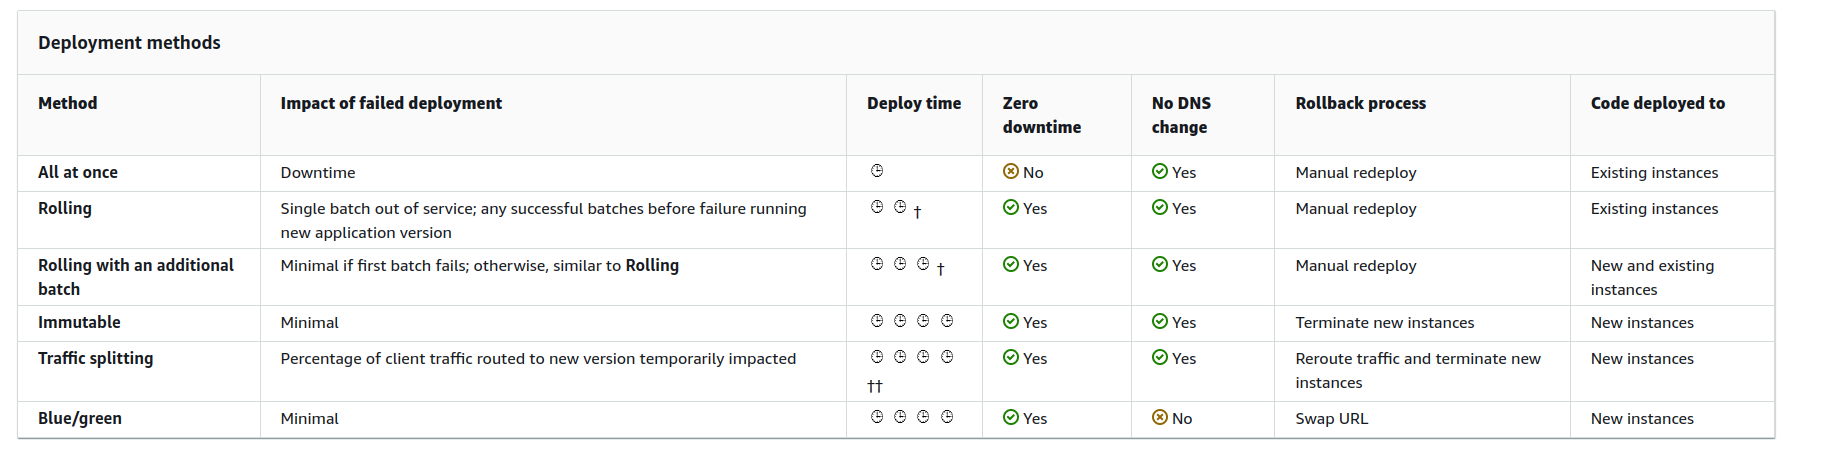 Deployment methods
Method Impact of failed deployment Deploy time Zero downtime No DNS change Rollback process Code deployed to
All at once Downtime No Yes Manual redeploy Existing instances
Rolling Single batch out of service; any successful batches before failure running new application version † Yes Yes Manual redeploy Existing instances
Rolling with an additional batch Minimal if first batch fails; otherwise, similar to Rolling † Yes Yes Manual redeploy New and existing instances
Immutable Minimal Yes Yes Terminate new instances New instances
Traffic splitting Percentage of client traffic routed to new version temporarily impacted †† Yes Yes Reroute traffic and terminate new instances New instances
Blue/green Minimal Yes No Swap URL New instances